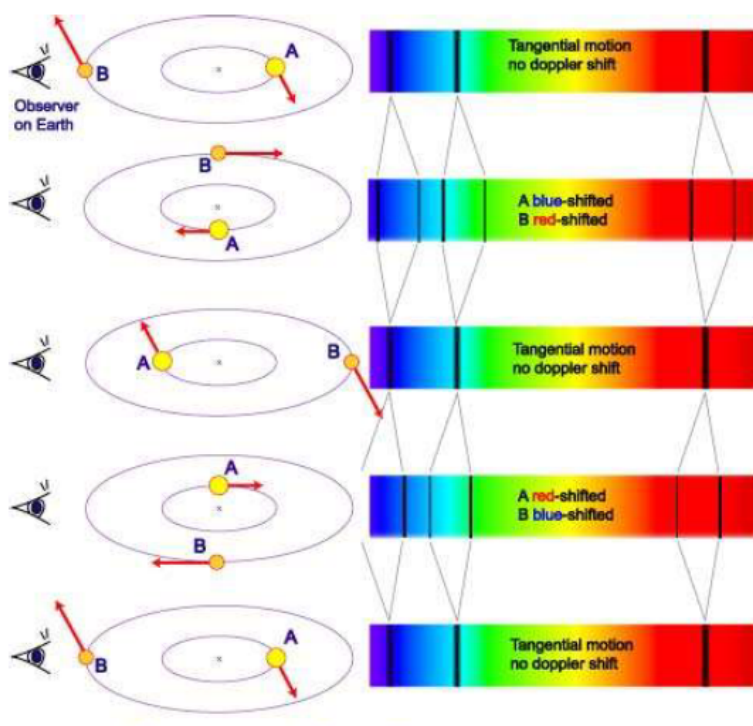 A
B
Tangential motion
no doppler shift
Observer
on Earth
B
A
A blue-shifted
B red-shifted
A
B
Tangential motion
no doppler shift
A
B
A red-shifted
B blue-shifted
A
B
Tangential motion
no doppler shift